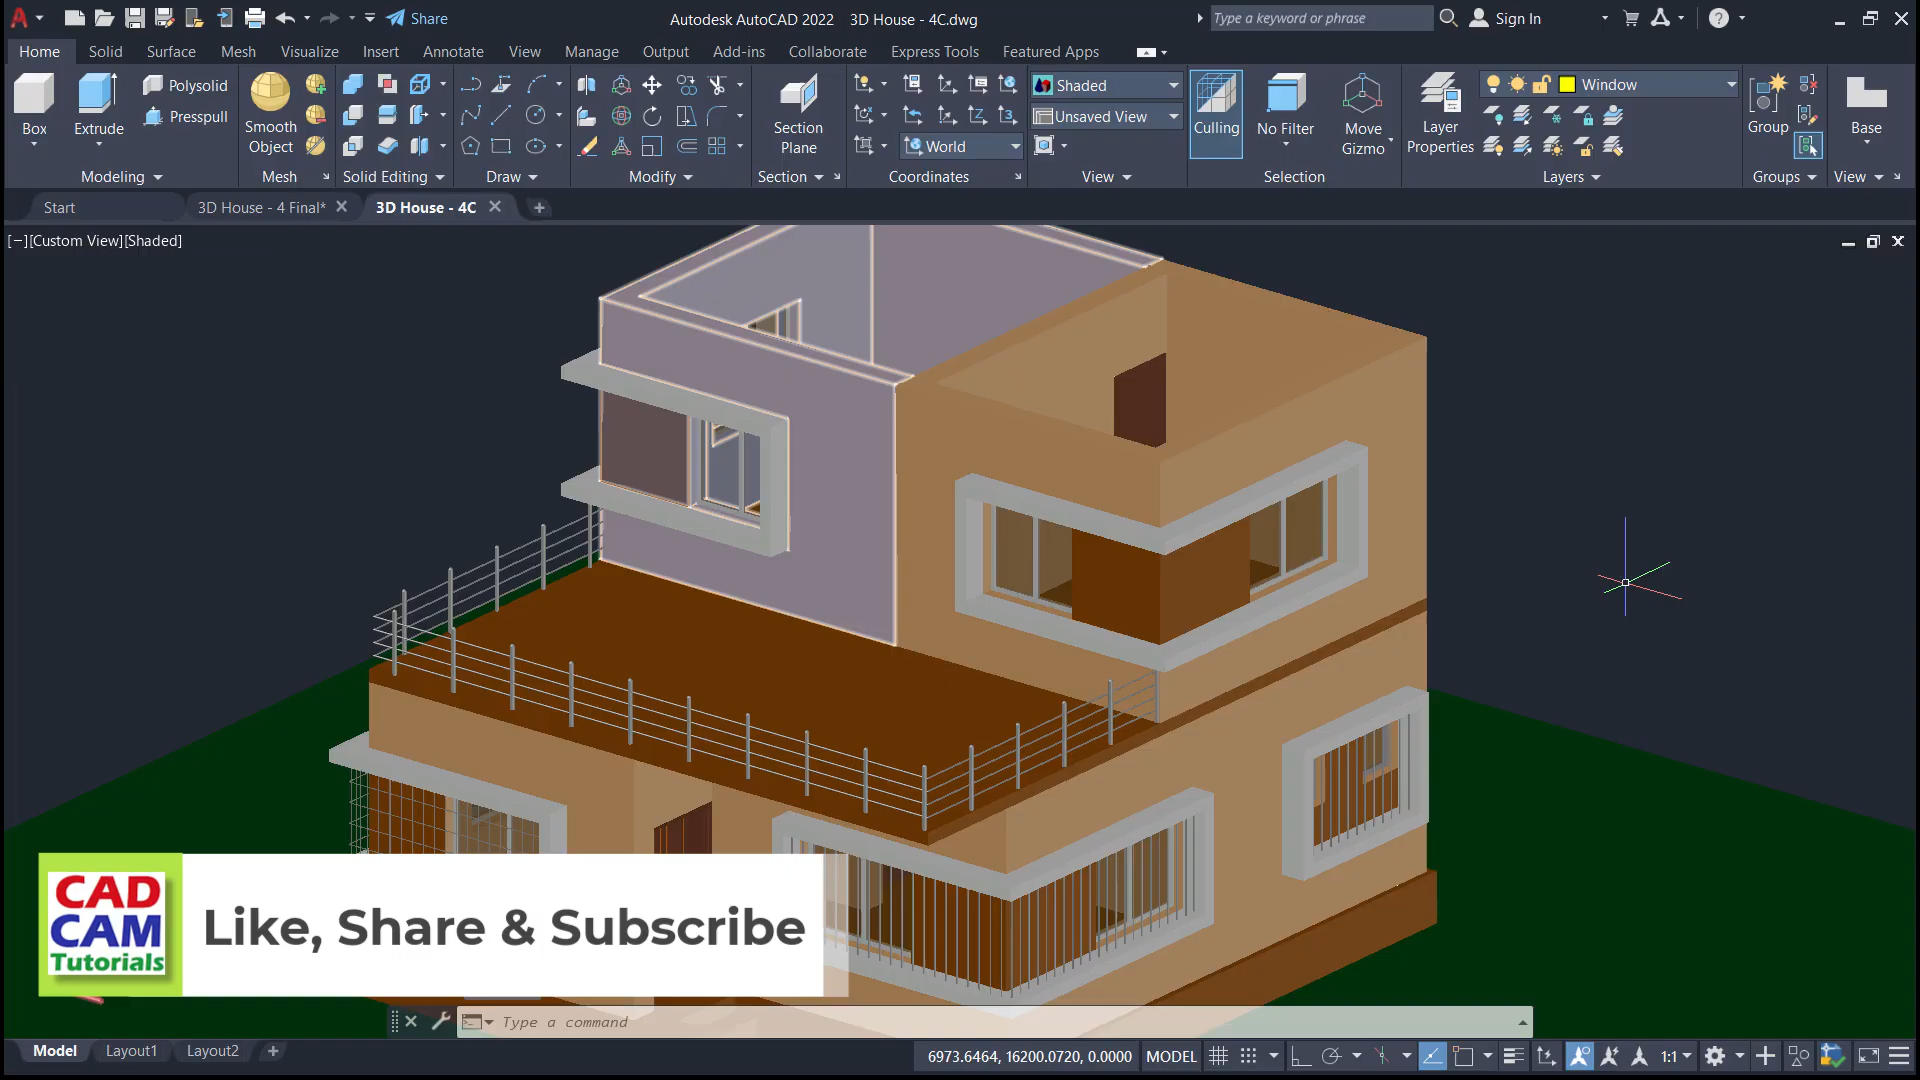 Share
Autodesk AutoCAD 2022 3D House - 4C.dwg
Type a keyword or phrase
Sign In
Home Solid Surface Mesh Visualize Insert Annotate View Manage Output Add-ins Collaborate Express Tools Featured Apps
Box
Extrude
Polysolid
Presspull
Modeling
Smooth
Object
Mesh
Solid Editing
Draw
Modify
Section
Plane
Section
World
Coordinates
Shaded
Unsaved View
View
Culling
No Filter
Move
Gizmo
Selection
Layer
Properties
Window
Layers
Group
Groups
Base
View
Start
3D House - 4 Final*
3D House - 4C
[−][Custom View][Shaded]
CAD
CAM
Tutorials
Like, Share & Subscribe
Type a command
Model Layout1 Layout2
6973.6464, 16200.0720, 0.0000 MODEL 1:1